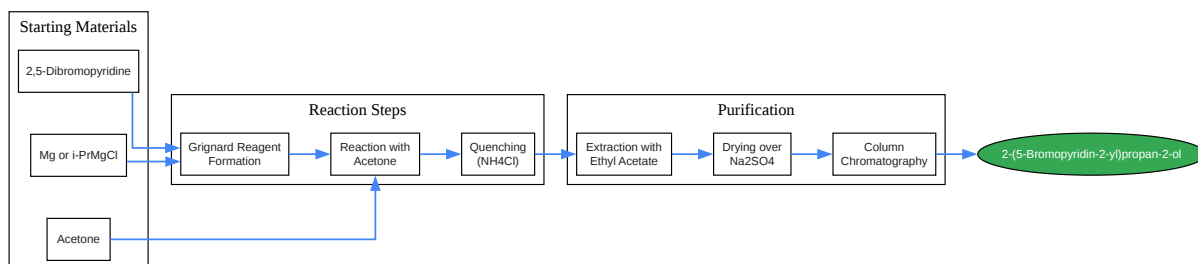 Starting Materials
2,5-Dibromopyridine
Mg or i-PrMgCl
Acetone
Reaction Steps
Grignard Reagent
Formation
Reaction with
Acetone
Quenching
(NH4Cl)
Purification
Extraction with
Ethyl Acetate
Drying over
Na2SO4
Column
Chromatography
2-(5-Bromopyridin-2-yl)propan-2-ol